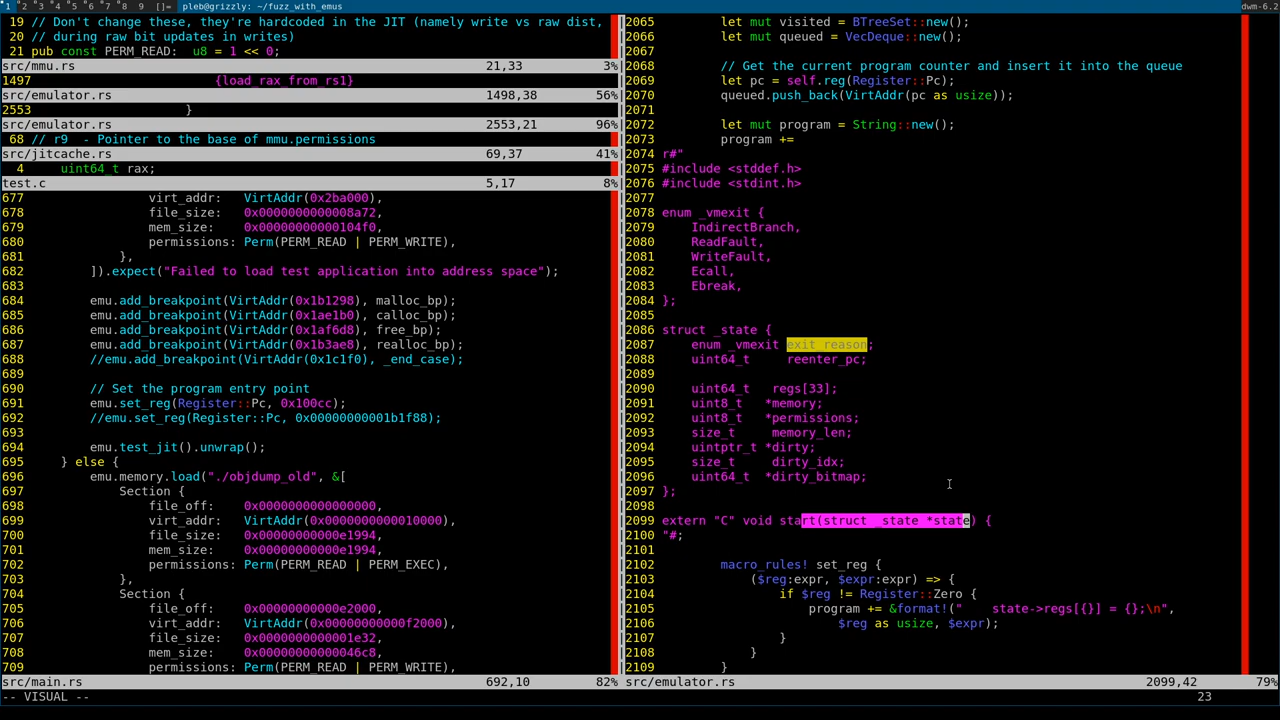 1 2 3 4 5 6 7 8 9 []= pleb@grizzly: ~/fuzz_with_emus dwm-6.2
19 // Don't change these, they're hardcoded in the JIT (namely write vs raw dist,
20 // during raw bit updates in writes)
21 pub const PERM_READ: u8 = 1 << 0;
src/mmu.rs 21,33 3%
1497 {load_rax_from_rs1}
src/emulator.rs 1498,38 56%
2553 }
src/emulator.rs 2553,21 96%
68 // r9 - Pointer to the base of mmu.permissions
src/jitcache.rs 69,37 41%
4 uint64_t rax;
test.c 5,17 8%
677 virt_addr: VirtAddr(0x2ba000),
678 file_size: 0x0000000000008a72,
679 mem_size: 0x00000000000104f0,
680 permissions: Perm(PERM_READ | PERM_WRITE),
681 },
682 ]).expect("Failed to load test application into address space");
683
684 emu.add_breakpoint(VirtAddr(0x1b1298), malloc_bp);
685 emu.add_breakpoint(VirtAddr(0x1ae1b0), calloc_bp);
686 emu.add_breakpoint(VirtAddr(0x1af6d8), free_bp);
687 emu.add_breakpoint(VirtAddr(0x1b3ae8), realloc_bp);
688 //emu.add_breakpoint(VirtAddr(0x1c1f0), _end_case);
689
690 // Set the program entry point
691 emu.set_reg(Register::Pc, 0x100cc);
692 //emu.set_reg(Register::Pc, 0x00000000001b1f88);
693
694 emu.test_jit().unwrap();
695 } else {
696 emu.memory.load("./objdump_old", &[
697 Section {
698 file_off: 0x0000000000000000,
699 virt_addr: VirtAddr(0x0000000000010000),
700 file_size: 0x00000000000e1994,
701 mem_size: 0x00000000000e1994,
702 permissions: Perm(PERM_READ | PERM_EXEC),
703 },
704 Section {
705 file_off: 0x00000000000e2000,
706 virt_addr: VirtAddr(0x00000000000f2000),
707 file_size: 0x0000000000001e32,
708 mem_size: 0x00000000000046c8,
709 permissions: Perm(PERM_READ | PERM_WRITE),
src/main.rs 692,10 82%
-- VISUAL -- 23
2065 let mut visited = BTreeSet::new();
2066 let mut queued = VecDeque::new();
2067
2068 // Get the current program counter and insert it into the queue
2069 let pc = self.reg(Register::Pc);
2070 queued.push_back(VirtAddr(pc as usize));
2071
2072 let mut program = String::new();
2073 program +=
2074 r#"
2075 #include <stddef.h>
2076 #include <stdint.h>
2077
2078 enum _vmexit {
2079 IndirectBranch,
2080 ReadFault,
2081 WriteFault,
2082 Ecall,
2083 Ebreak,
2084 };
2085
2086 struct _state {
2087 enum _vmexit exit_reason;
2088 uint64_t reenter_pc;
2089
2090 uint64_t regs[33];
2091 uint8_t *memory;
2092 uint8_t *permissions;
2093 size_t memory_len;
2094 uintptr_t *dirty;
2095 size_t dirty_idx;
2096 uint64_t *dirty_bitmap;
2097 };
2098
2099 extern "C" void start(struct _state *state) {
2100 "#;
2101
2102 macro_rules! set_reg {
2103 ($reg:expr, $expr:expr) => {
2104 if $reg != Register::Zero {
2105 program += &format!(" state->regs[{}] = {};\n",
2106 $reg as usize, $expr);
2107 }
2108 }
2109 }
src/emulator.rs 2099,42 79%